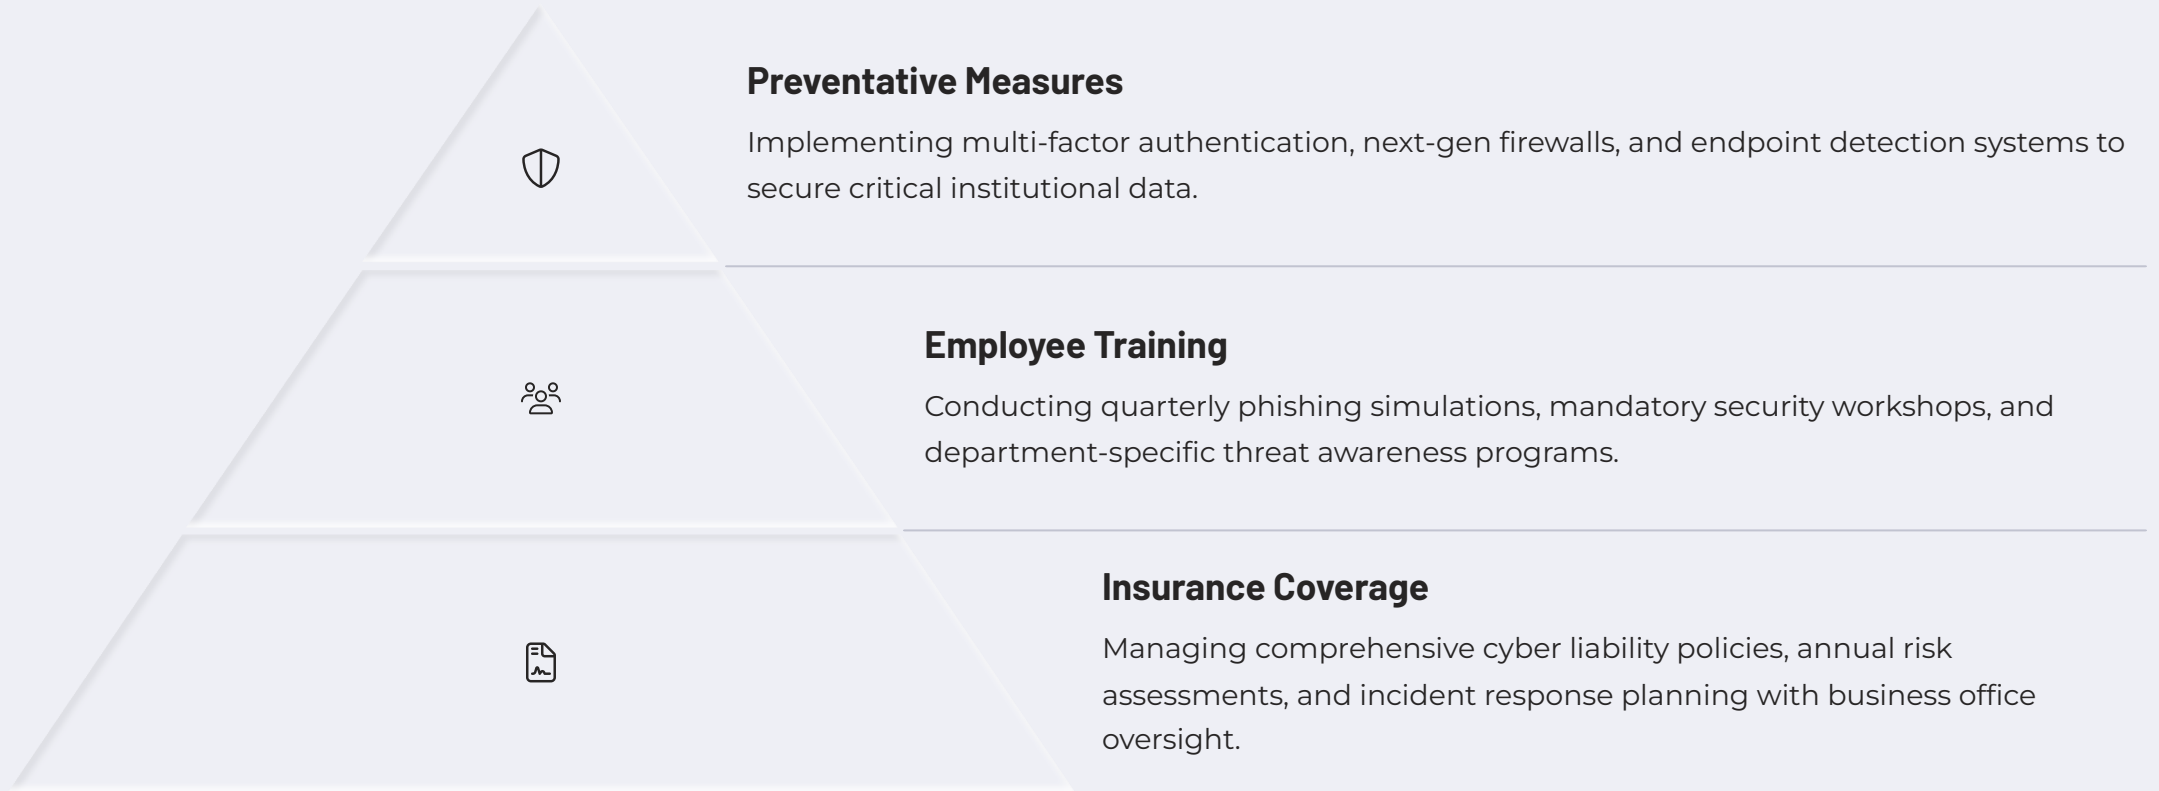 Preventative Measures
Implementing multi-factor authentication, next-gen firewalls, and endpoint detection systems to
secure critical institutional data.
Employee Training
Conducting quarterly phishing simulations, mandatory security workshops, and
department-specific threat awareness programs.
Insurance Coverage
Managing comprehensive cyber liability policies, annual risk
assessments, and incident response planning with business office
oversight.